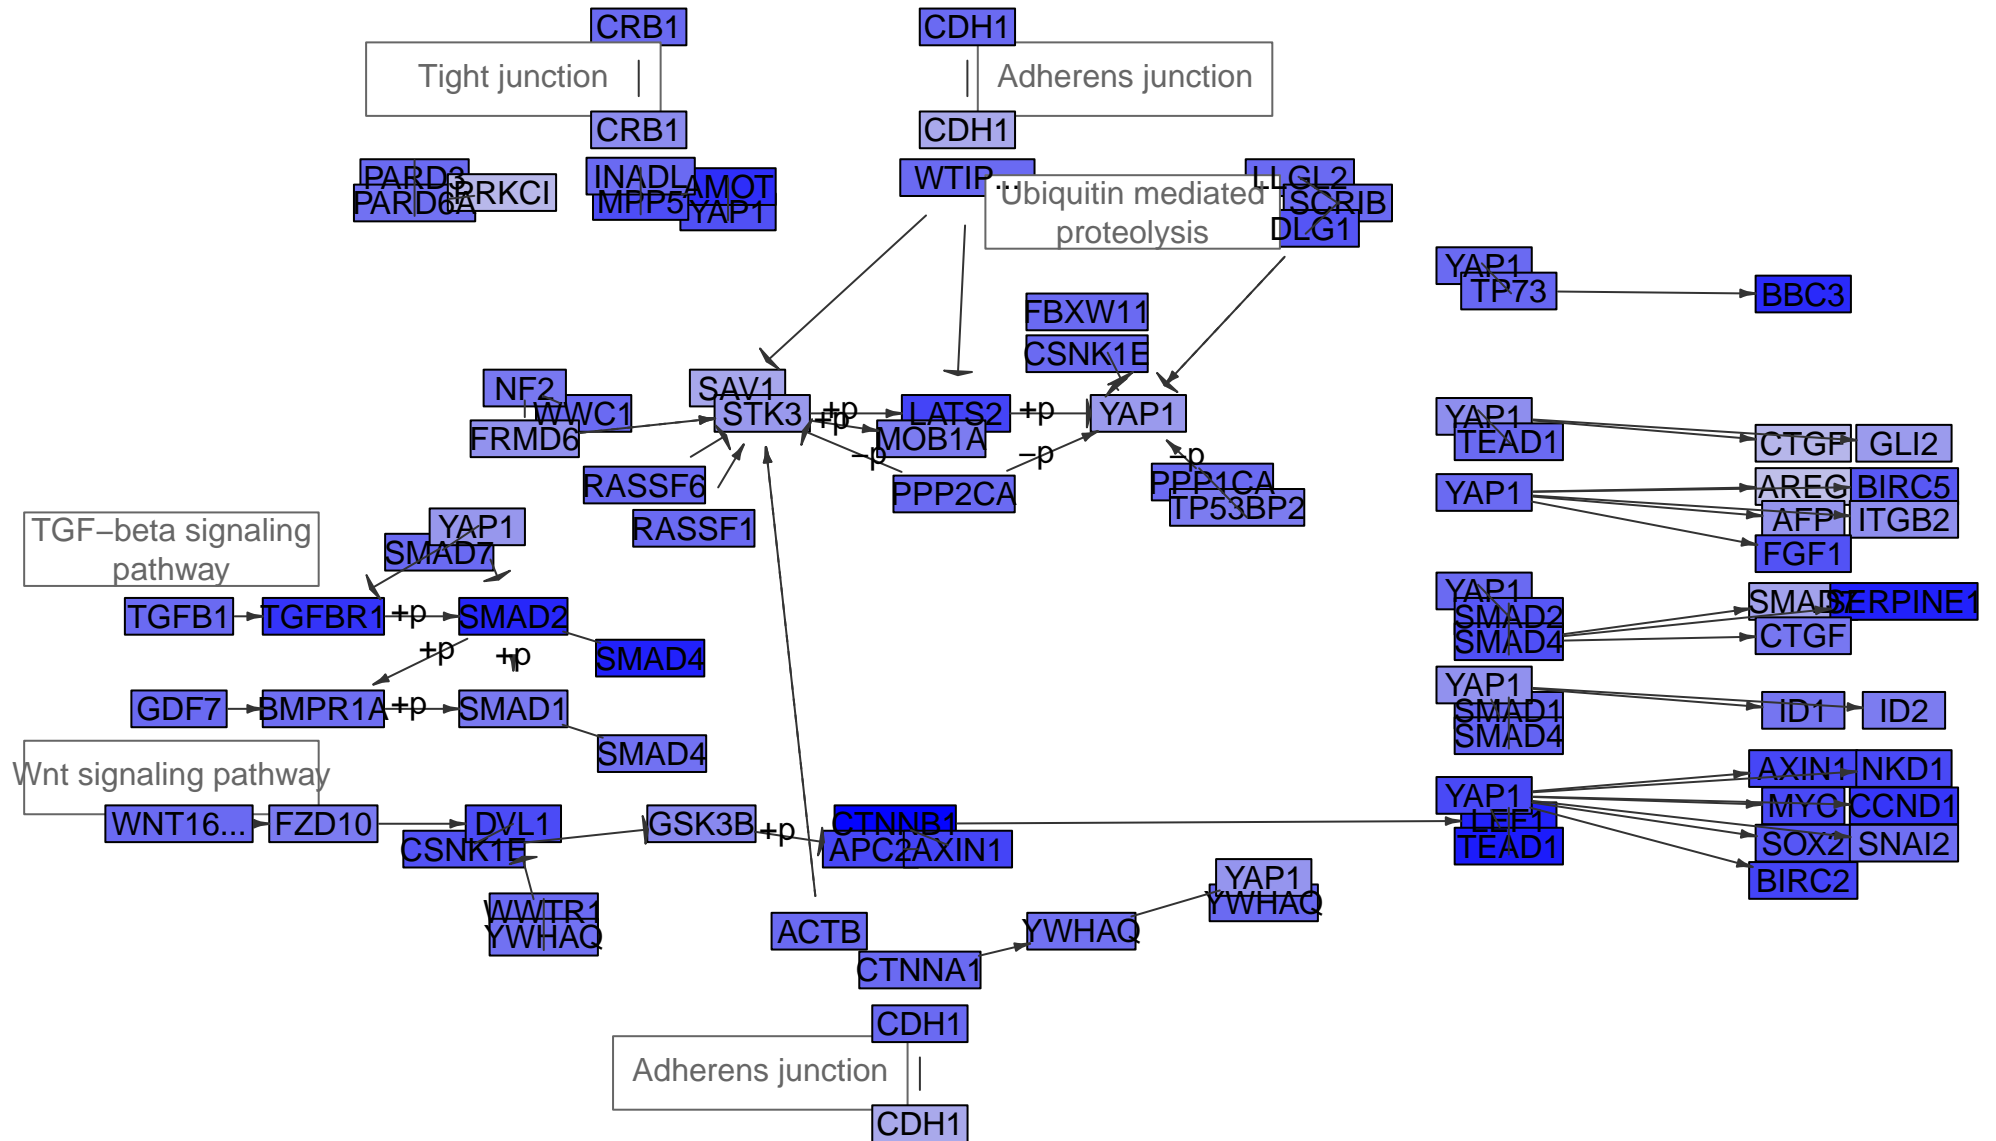 CRB1
CDH1
Tight junction
Adherens junction
CRB1
CDH1
PARD3
PRKCI
PARD6A
INADL
AMOT
MPP5
YAP1
WTIP...
LLGL2
SCRIB
DLG1
Ubiquitin mediated
proteolysis
YAP1
TP73
BBC3
FBXW11
CSNK1E
NF2
WWC1
FRMD6
SAV1
STK3
+p
+p
LATS2
MOB1A
+p
YAP1
−p
−p
−p
RASSF6
RASSF1
PPP2CA
PPP1CA
TP53BP2
YAP1
TEAD1
CTGF
GLI2
YAP1
AREG
BIRC5
AFP
ITGB2
FGF1
TGF−beta signaling
pathway
YAP1
SMAD7
TGFB1
TGFBR1
+p
SMAD2
+p
+p
SMAD4
YAP1
SMAD2
SMAD4
SMAD7
SERPINE1
CTGF
GDF7
BMPR1A
+p
SMAD1
SMAD4
YAP1
SMAD1
SMAD4
ID1
ID2
Wnt signaling pathway
WNT16...
FZD10
DVL1
CSNK1E
GSK3B
+p
CTNNB1
APC2
AXIN1
YAP1
LEF1
TEAD1
AXIN1
NKD1
MYC
CCND1
SOX2
SNAI2
BIRC2
WWTR1
YWHAQ
ACTB
CTNNA1
YWHAQ
YAP1
YWHAQ
CDH1
Adherens junction
CDH1